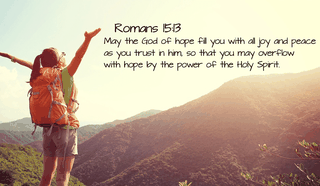 Romans 15:13
May the God of hope fill you with all joy and peace
as you trust in him, so that you may overflow
with hope by the power of the Holy Spirit.